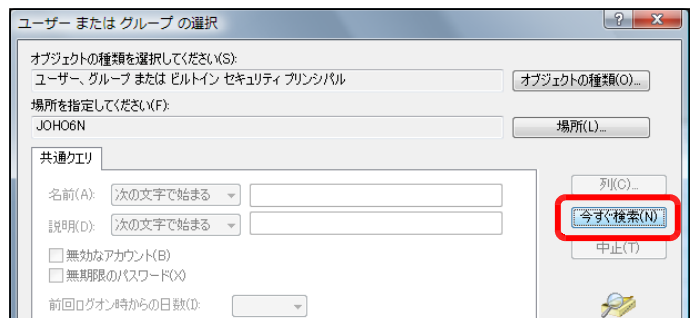 ユーザー または グループ の選択
オブジェクトの種類を選択してください(S):
ユーザー、グループ または ビルトイン セキュリティ プリンシパル
オブジェクトの種類(O)...
場所を指定してください(F):
JOHO6N
場所(L)...
共通クエリ
列(C)...
名前(A):
次の文字で始まる
今すぐ検索(N)
説明(D):
次の文字で始まる
中止(T)
無効なアカウント(B)
無期限のパスワード(X)
前回ログオン時からの日数(I):